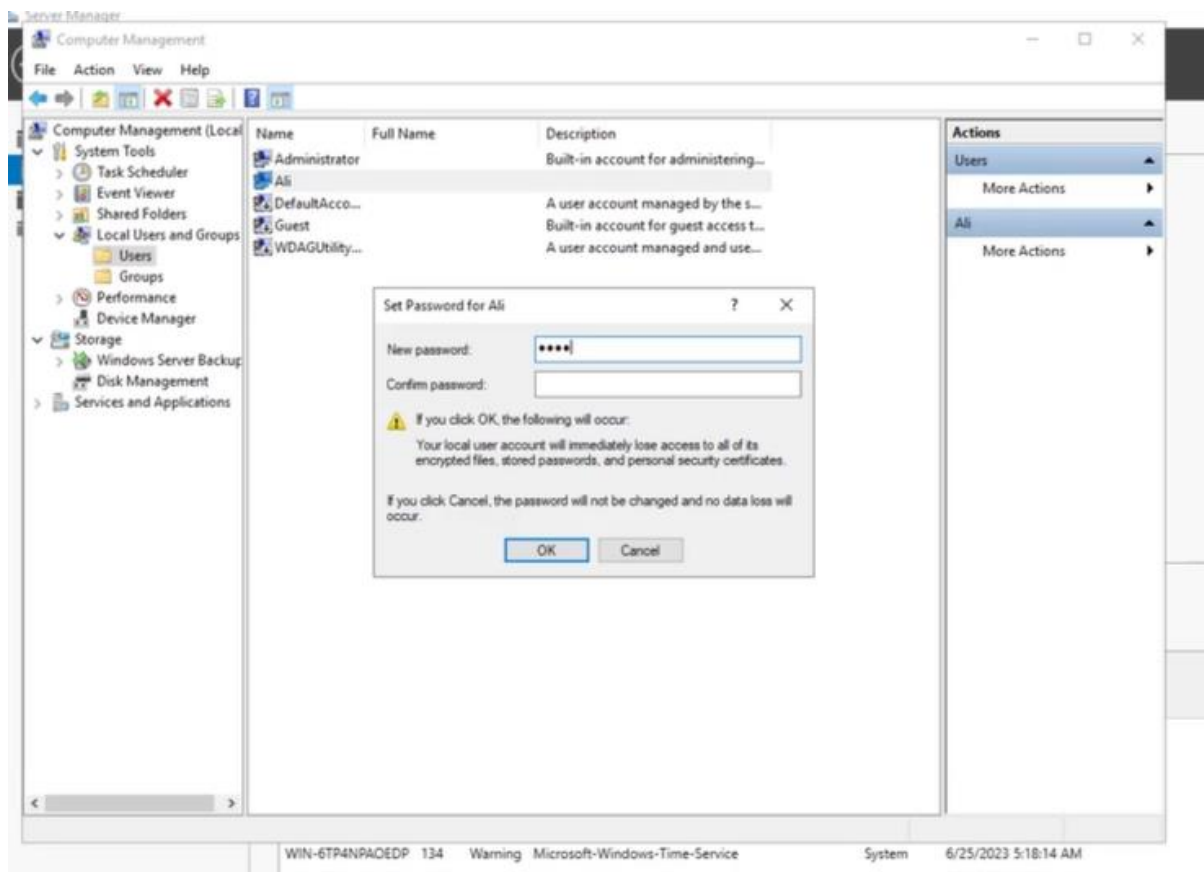 Server Manager
Computer Management
File Action View Help
Computer Management (Local
System Tools
Task Scheduler
Event Viewer
Shared Folders
Local Users and Groups
Users
Groups
Performance
Device Manager
Storage
Windows Server Backup
Disk Management
Services and Applications
Name Full Name Description
Administrator Built-in account for administering...
Ali
DefaultAcco... A user account managed by the s...
Guest Built-in account for guest access t...
WDAGUtility... A user account managed and use...
Actions
Users
More Actions
Ali
More Actions
Set Password for Ali ?
New password: ••••
Confirm password:
If you click OK, the following will occur:
Your local user account will immediately lose access to all of its
encrypted files, stored passwords, and personal security certificates.
If you click Cancel, the password will not be changed and no data loss will
occur.
OK Cancel
WIN-6TP4NPAOEDP 134 Warning Microsoft-Windows-Time-Service System 6/25/2023 5:18:14 AM